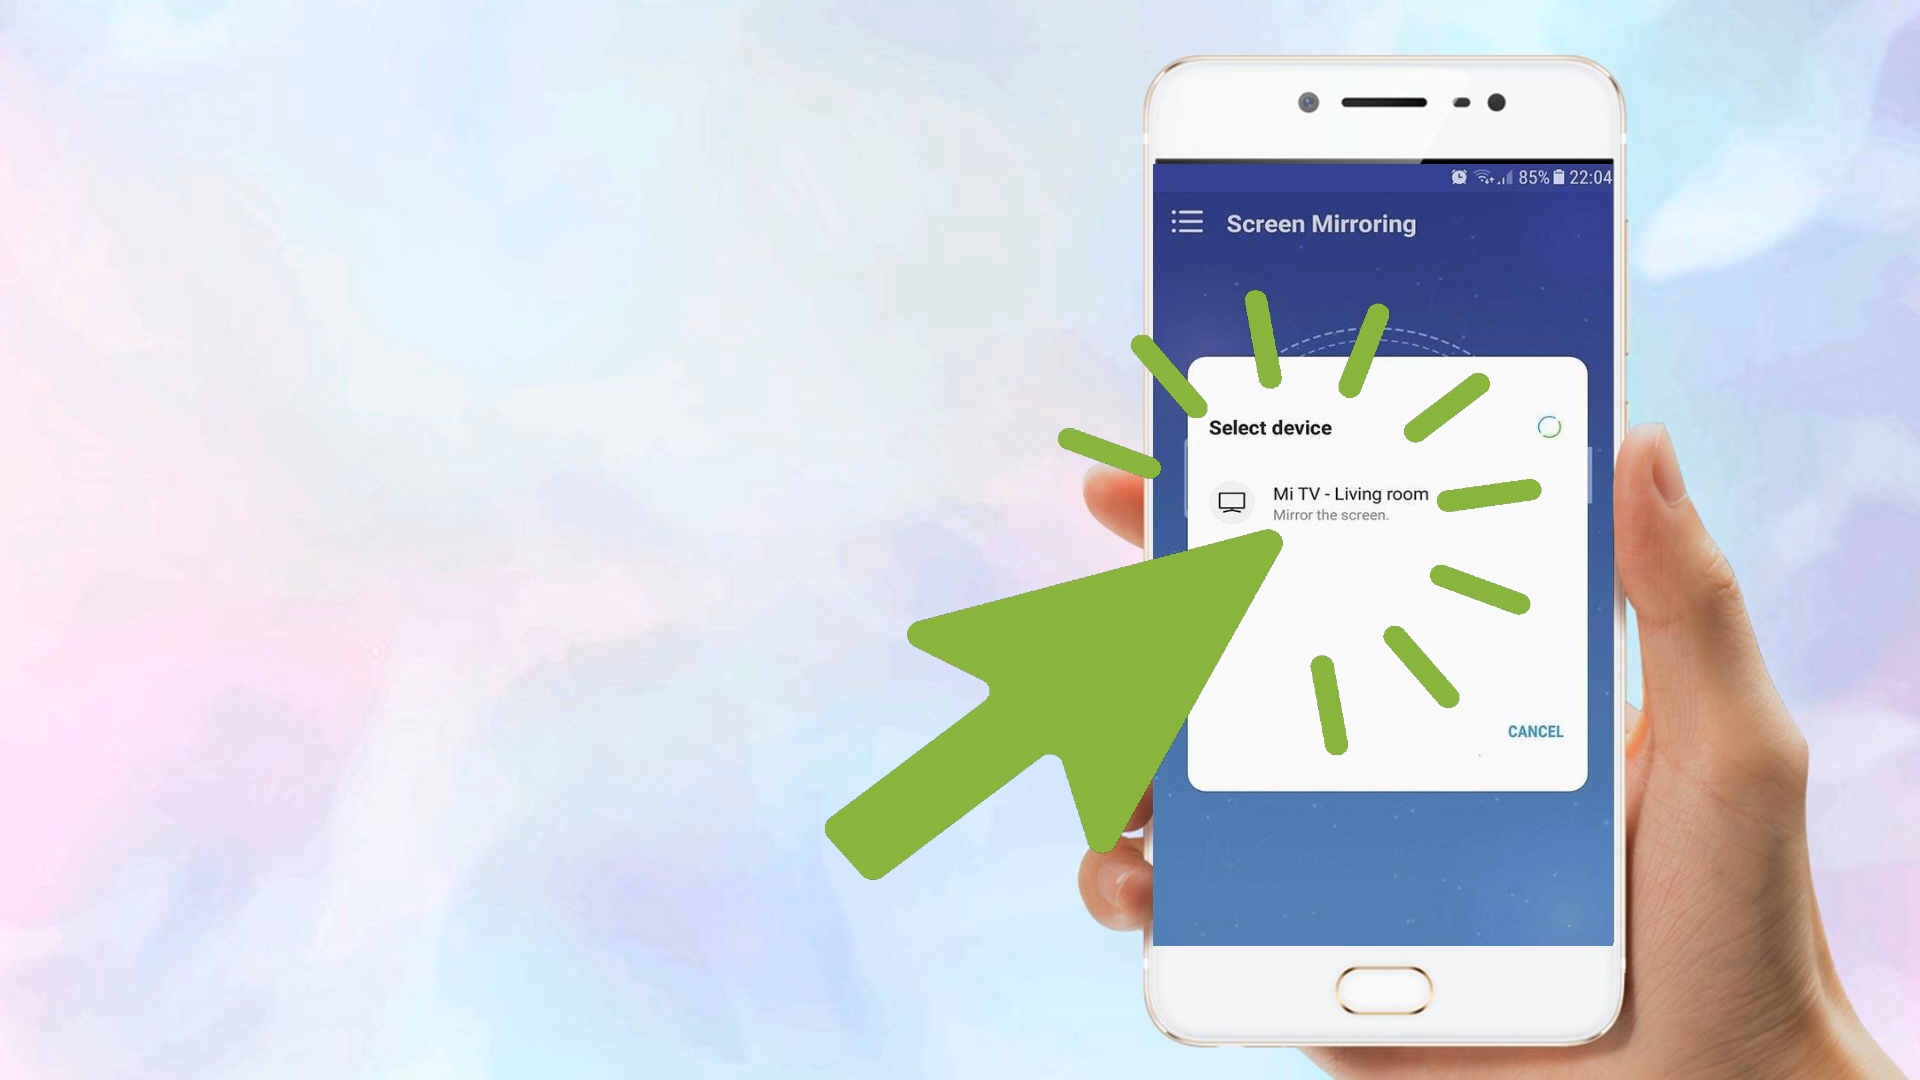 85% 22:04
Screen Mirroring
Select device
Mi TV - Living room
Mirror the screen.
CANCEL